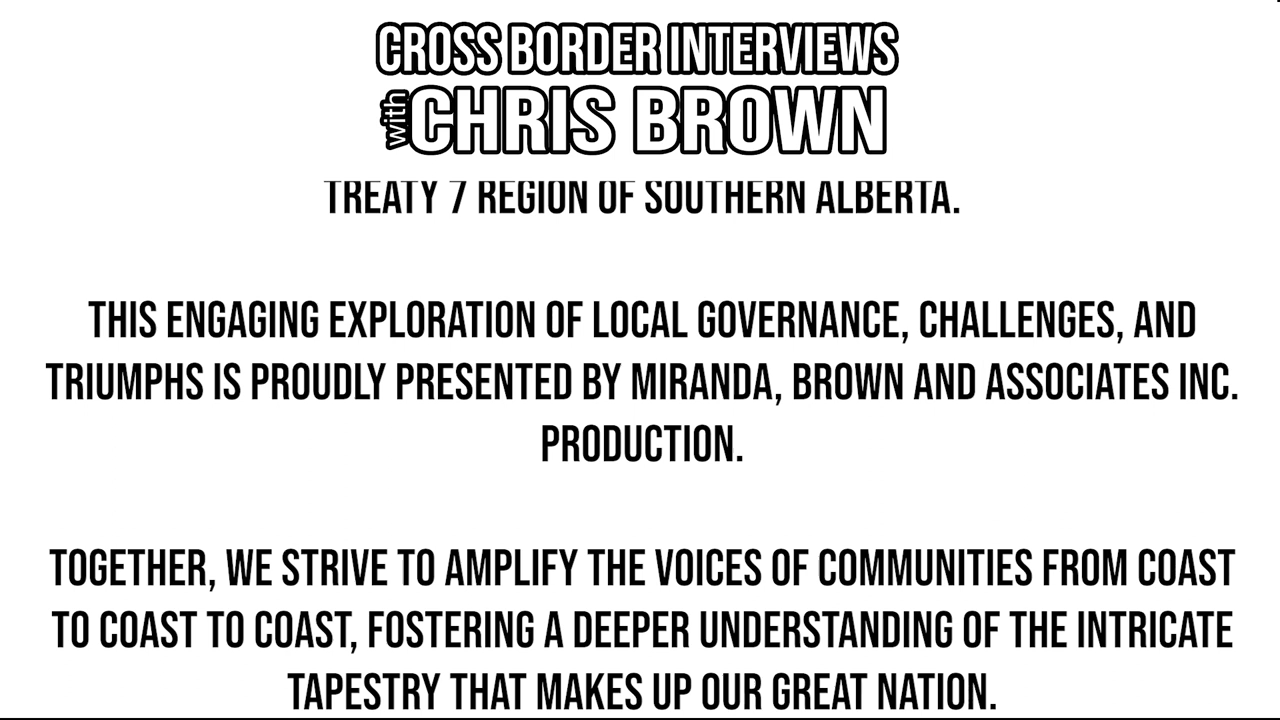 CROSS BORDER INTERVIEWS
with CHRIS BROWN
TREATY 7 REGION OF SOUTHERN ALBERTA.
THIS ENGAGING EXPLORATION OF LOCAL GOVERNANCE, CHALLENGES, AND
TRIUMPHS IS PROUDLY PRESENTED BY MIRANDA, BROWN AND ASSOCIATES INC.
PRODUCTION.
TOGETHER, WE STRIVE TO AMPLIFY THE VOICES OF COMMUNITIES FROM COAST
TO COAST TO COAST, FOSTERING A DEEPER UNDERSTANDING OF THE INTRICATE
TAPESTRY THAT MAKES UP OUR GREAT NATION.